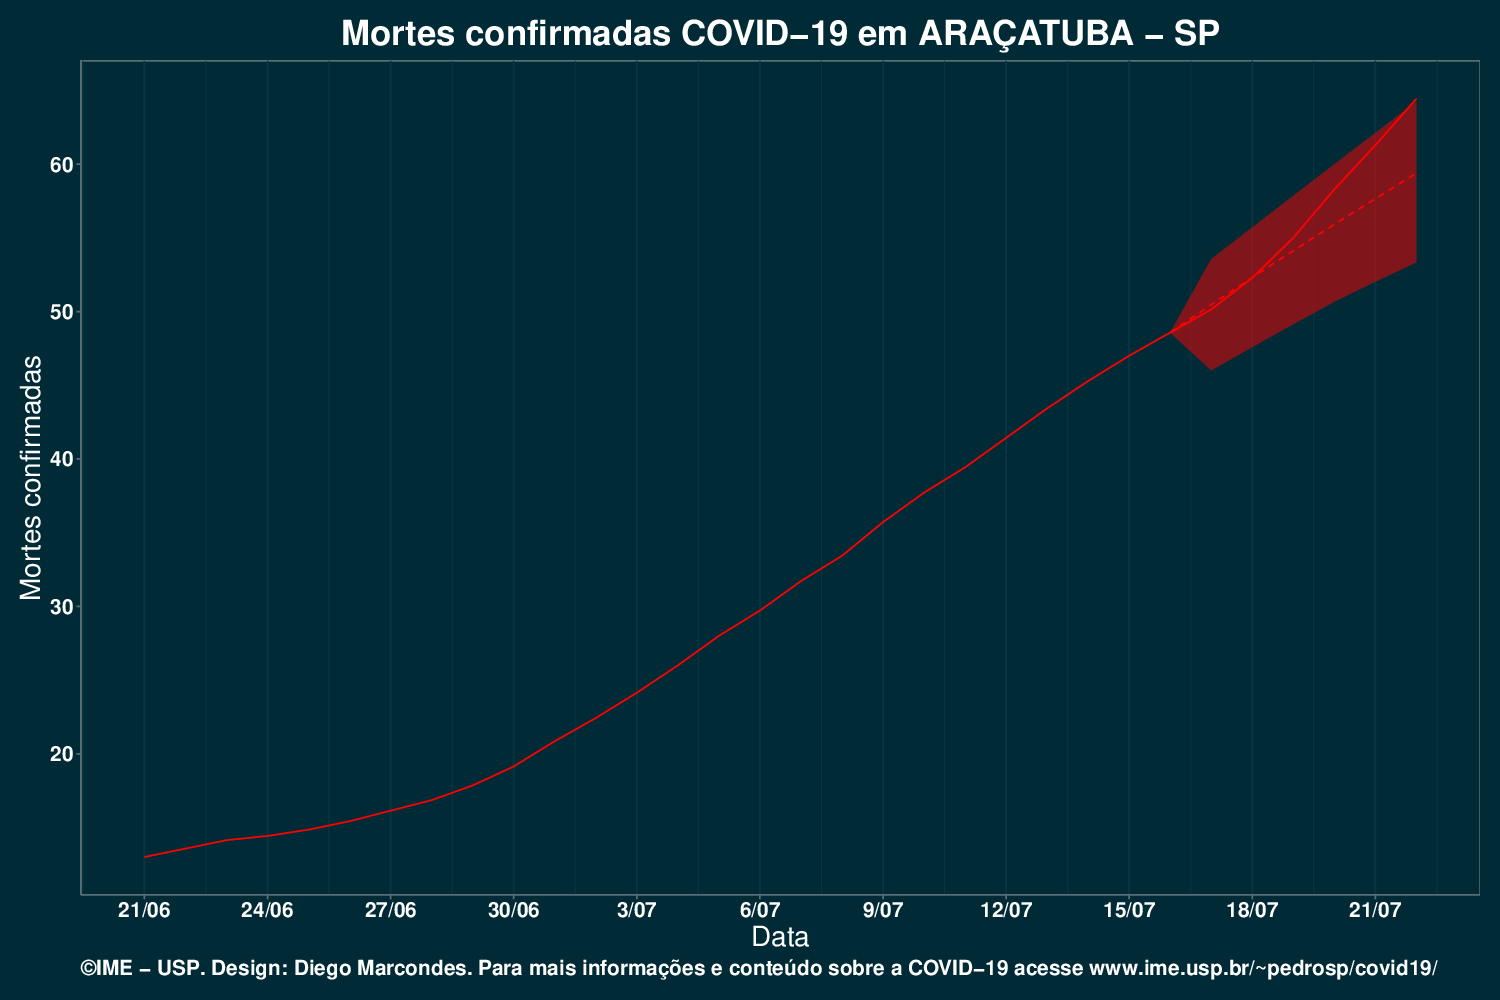 Mortes confirmadas COVID−19 em ARAÇATUBA − SP
Mortes confirmadas
60
50
40
30
20
21/06 24/06 27/06 30/06 3/07 6/07 9/07 12/07 15/07 18/07 21/07
Data
©IME − USP. Design: Diego Marcondes. Para mais informações e conteúdo sobre a COVID−19 acesse www.ime.usp.br/~pedrosp/covid19/